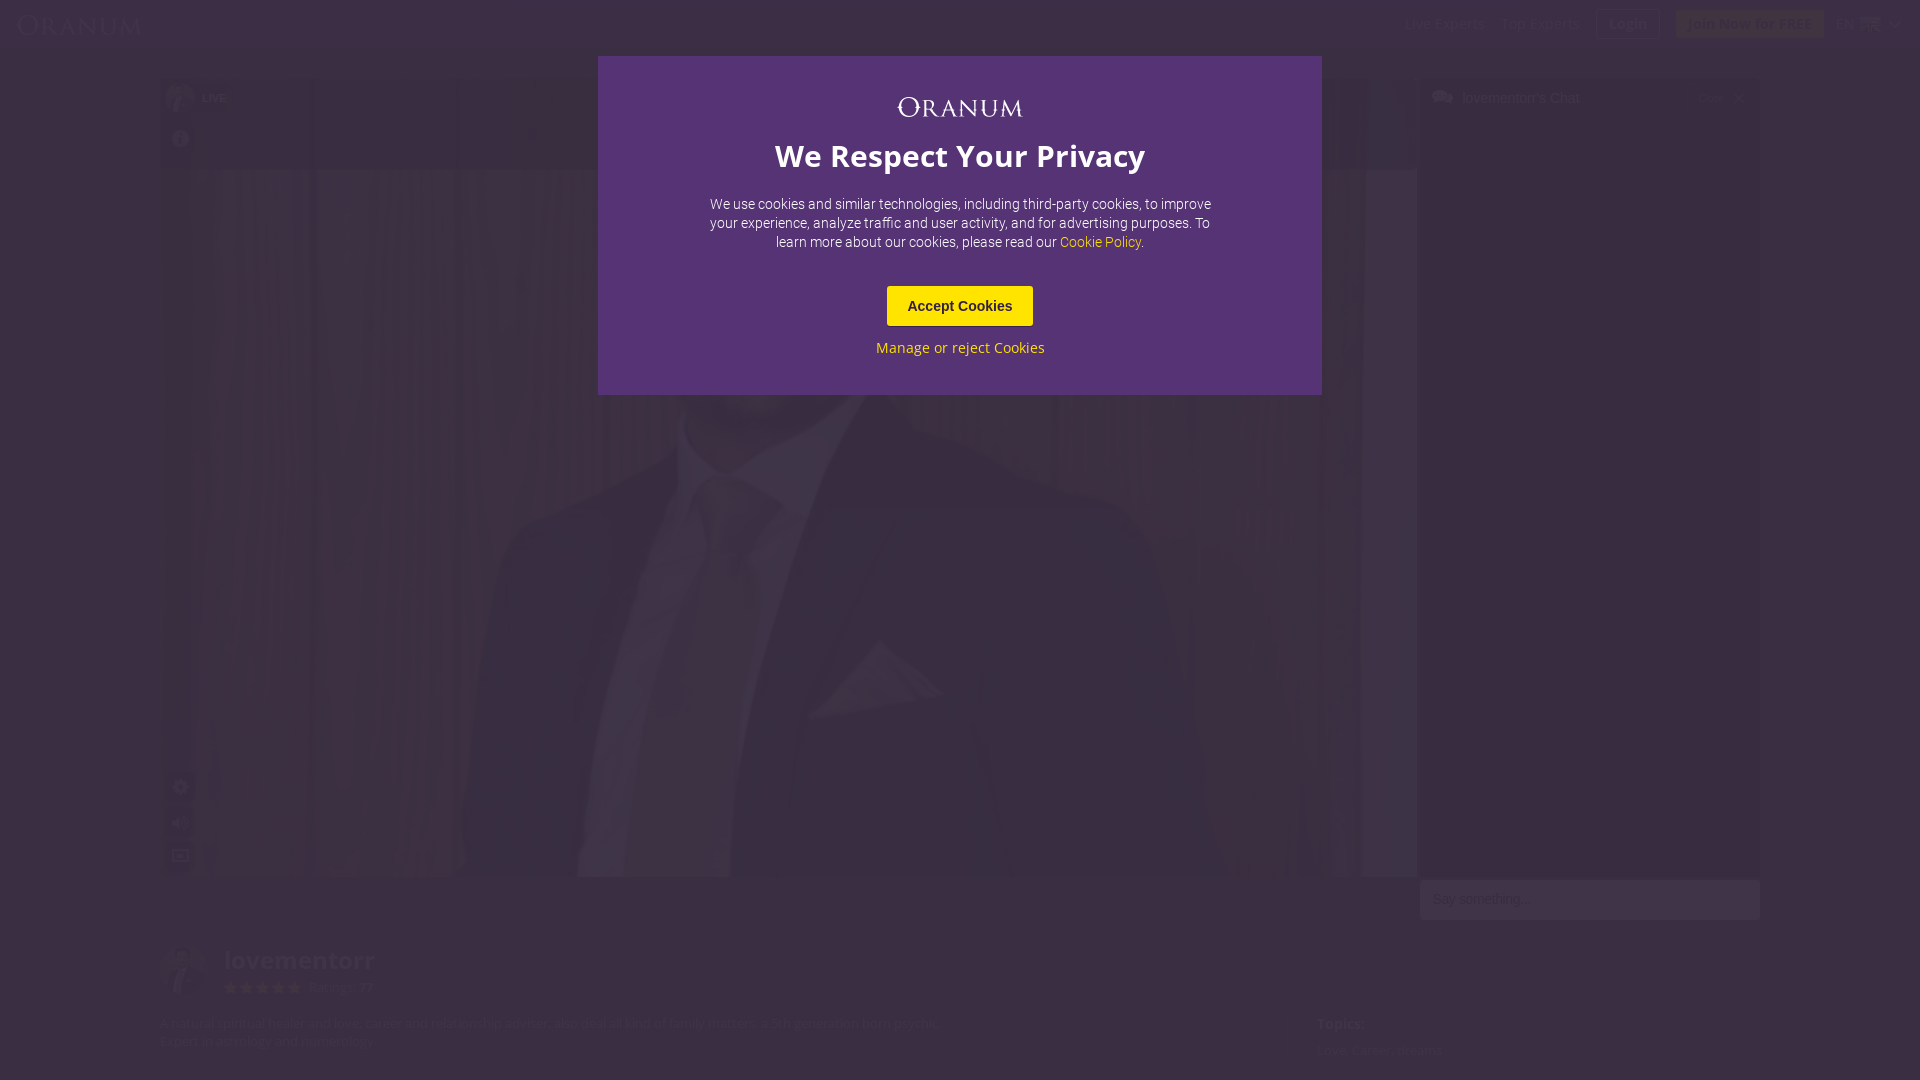 ORANUM
Live Experts
Top Experts
Login
Join Now for FREE
EN
LIVE
ORANUM
We Respect Your Privacy
We use cookies and similar technologies, including third-party cookies, to improve
your experience, analyze traffic and user activity, and for advertising purposes. To
learn more about our cookies, please read our Cookie Policy.
Accept Cookies
Manage or reject Cookies
lovementorr's Chat
Say something...
lovementorr
Topics: